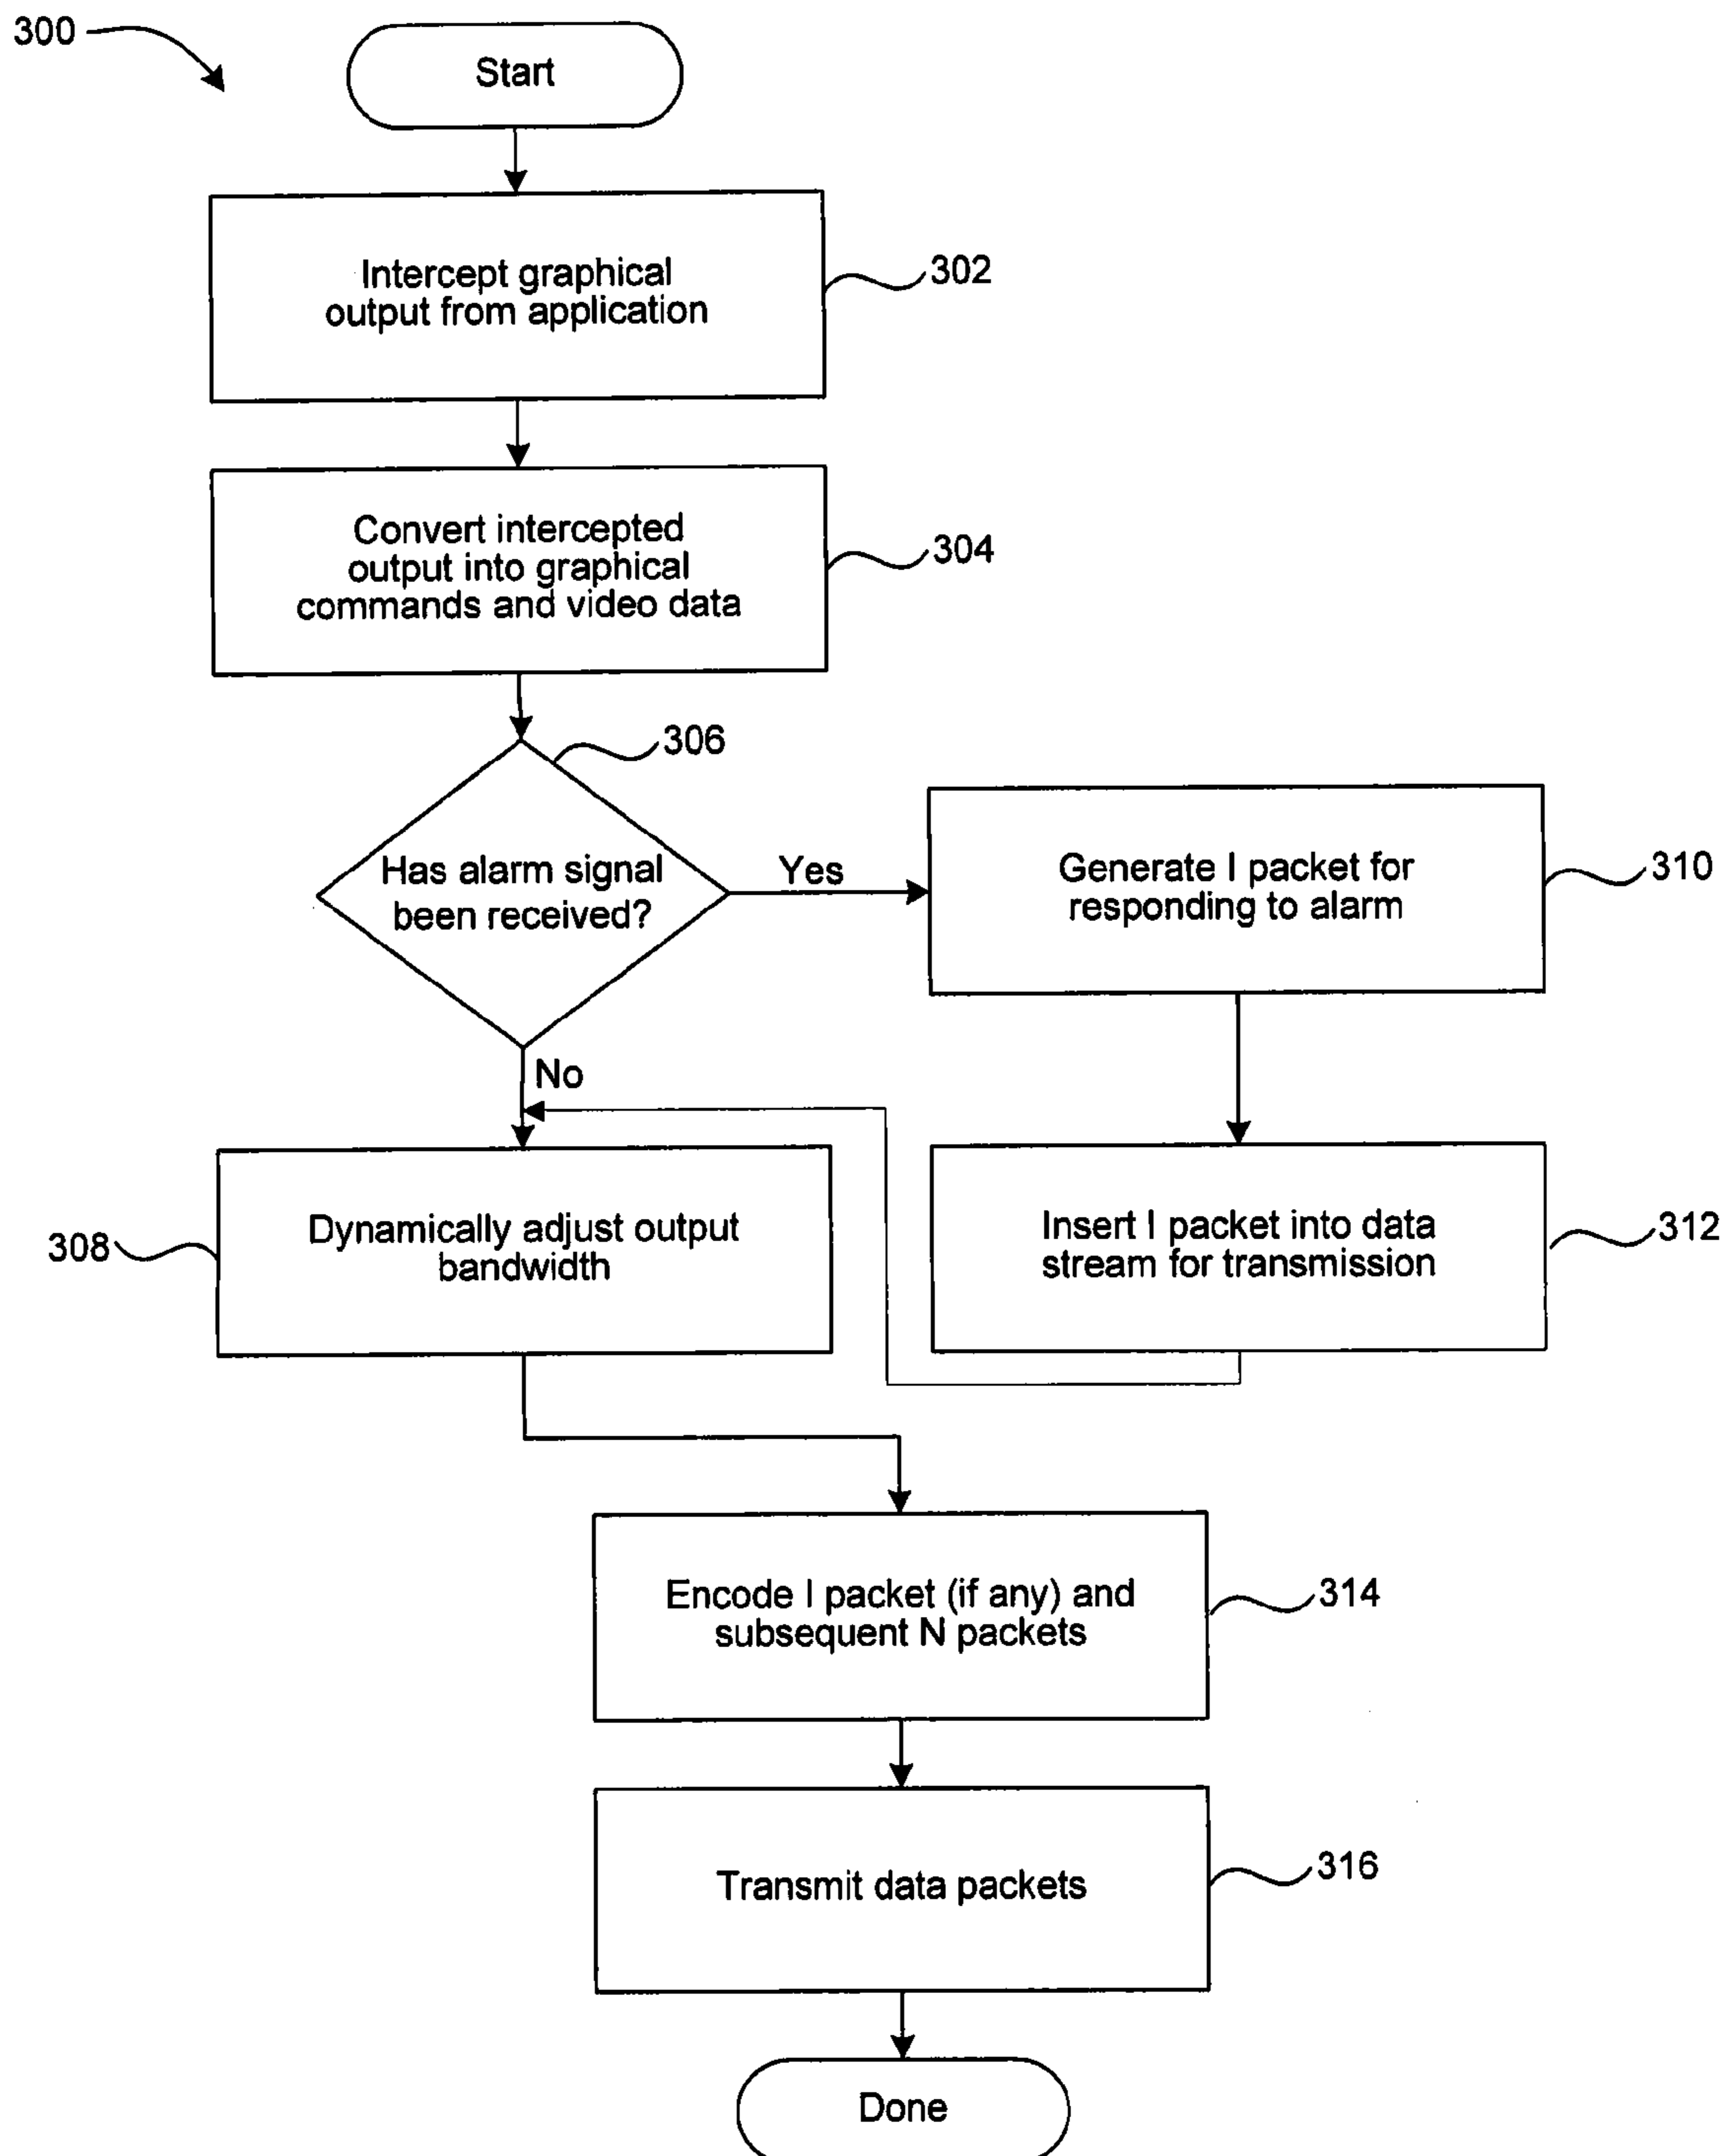 300
Start
Intercept graphical
output from application
302
Convert intercepted
output into graphical
commands and video data
304
306
Has alarm signal
been received?
Yes
Generate I packet for
responding to alarm
310
No
308
Dynamically adjust output
bandwidth
Insert I packet into data
stream for transmission
312
Encode I packet (if any) and
subsequent N packets
314
Transmit data packets
316
Done